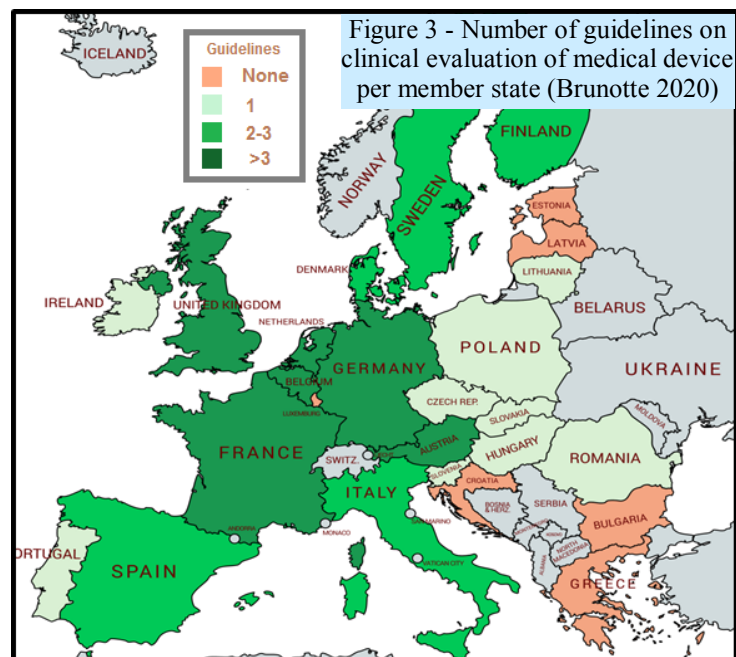 Figure 3 - Number of guidelines on
clinical evaluation of medical device
per member state (Brunotte 2020)
Guidelines
None
1
2-3
>3
ICELAND
FINLAND
NORWAY
SWEDEN
ESTONIA
LATVIA
LITHUANIA
DENMARK
IRELAND
UNITED KINGDOM
BELARUS
NETHERLANDS
POLAND
GERMANY
UKRAINE
BELGIUM
LUXEMBURG
CZECH REP.
SLOVAKIA
MOLDOVA
FRANCE
AUSTRIA
HUNGARY
SWITZ.
ROMANIA
SLOVENIA
CROATIA
ITALY
BOSNIA
& HERZ.
SERBIA
SAN MARINO
MONACO
ANDORRA
BULGARIA
KOSOVO
NORTH
MACEDONIA
ALBANIA
VATICAN CITY
ORTUGAL
SPAIN
GREECE